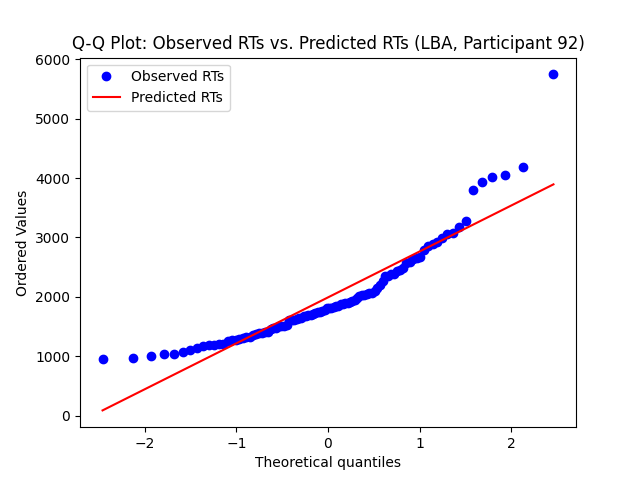 Q-Q Plot: Observed RTs vs. Predicted RTs (LBA, Participant 92)
Observed RTs
Predicted RTs
6000
5000
4000
3000
2000
1000
0
Ordered Values
−2
−1
0
1
2
Theoretical quantiles